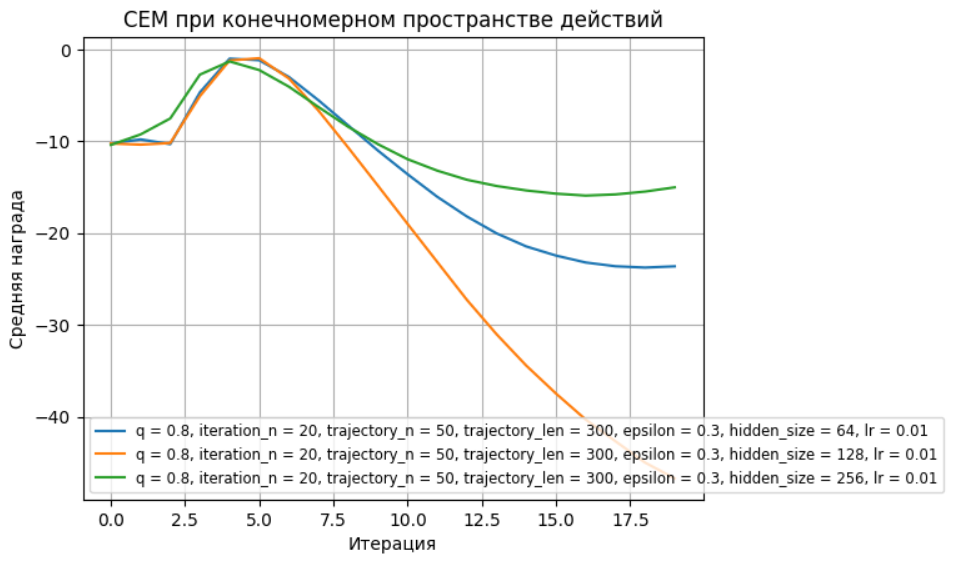 CEM при конечномерном пространстве действий
Средняя награда
0
−10
−20
−30
−40
q = 0.8, iteration_n = 20, trajectory_n = 50, trajectory_len = 300, epsilon = 0.3, hidden_size = 64, lr = 0.01
q = 0.8, iteration_n = 20, trajectory_n = 50, trajectory_len = 300, epsilon = 0.3, hidden_size = 128, lr = 0.01
q = 0.8, iteration_n = 20, trajectory_n = 50, trajectory_len = 300, epsilon = 0.3, hidden_size = 256, lr = 0.01
0.0 2.5 5.0 7.5 10.0 12.5 15.0 17.5
Итерация